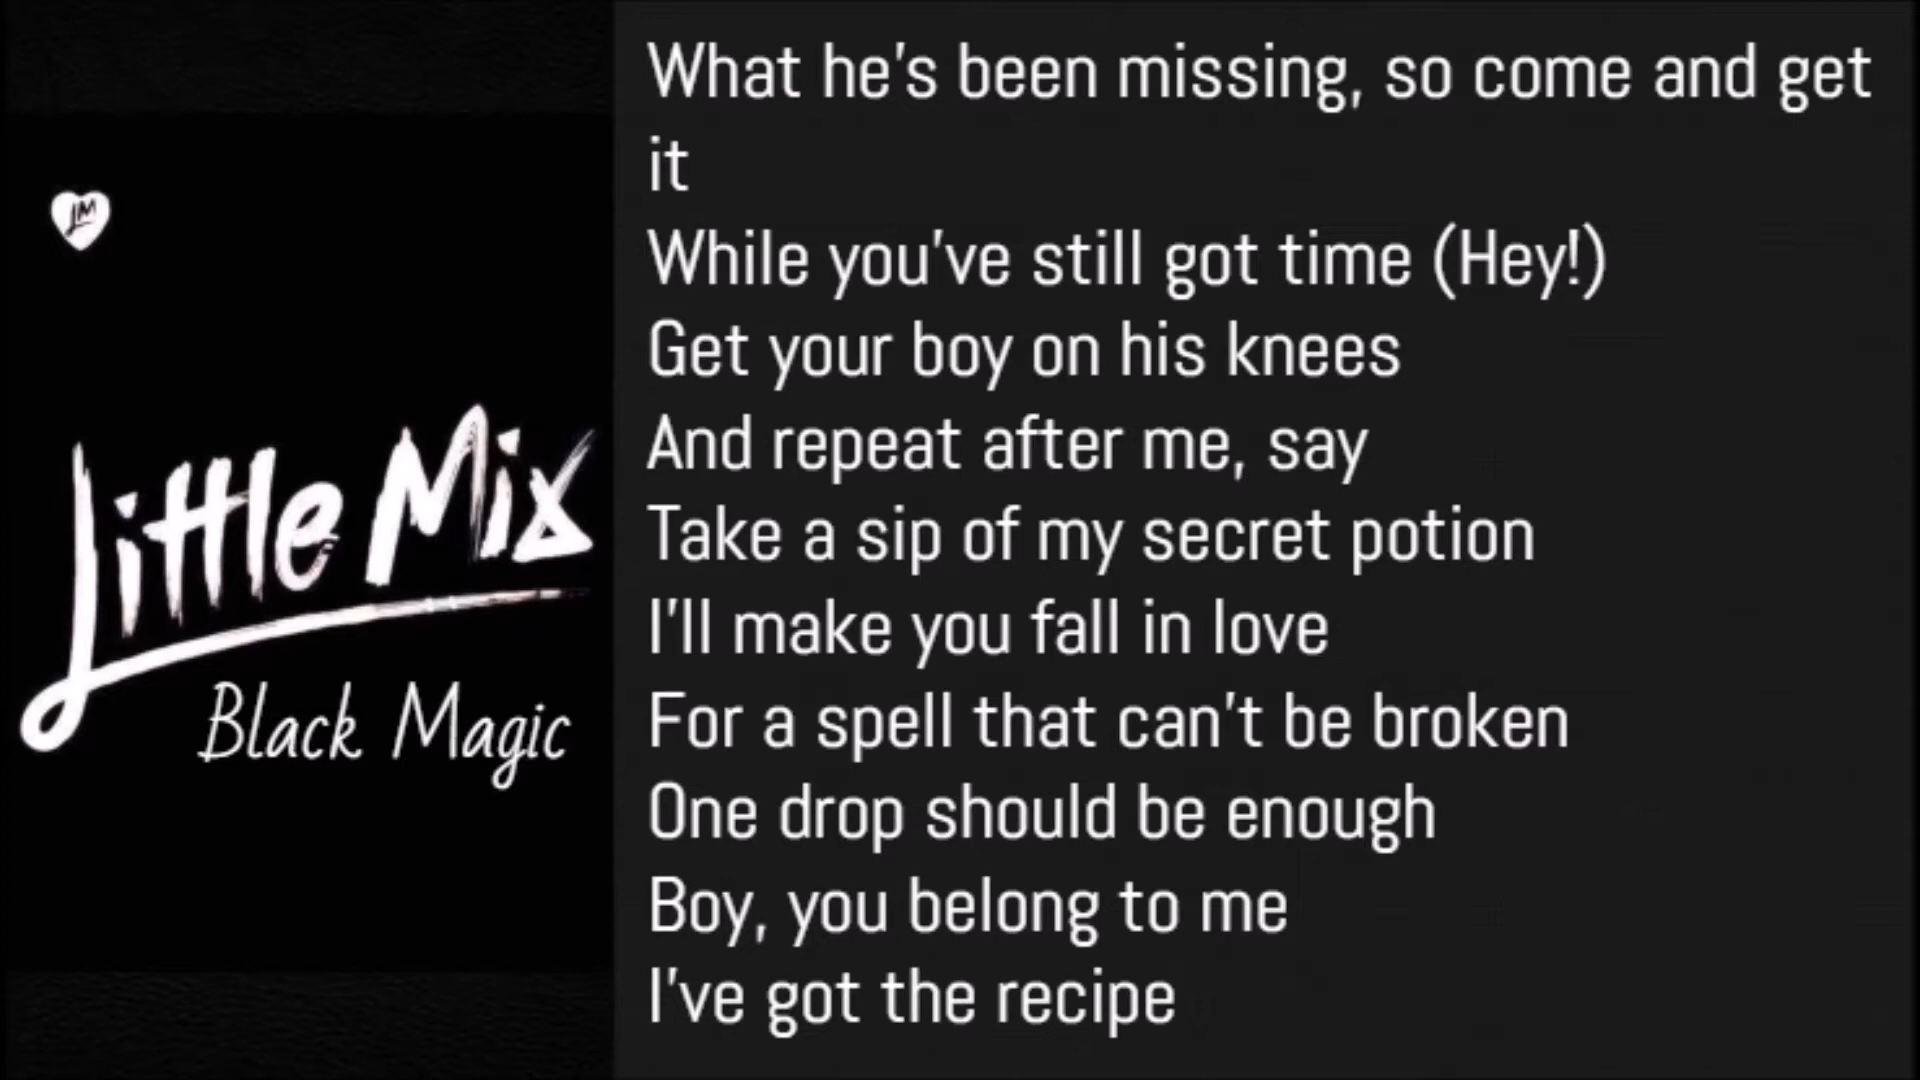 LM
Little Mix
Black Magic
What he's been missing, so come and get
it
While you've still got time (Hey!)
Get your boy on his knees
And repeat after me, say
Take a sip of my secret potion
I'll make you fall in love
For a spell that can't be broken
One drop should be enough
Boy, you belong to me
I've got the recipe